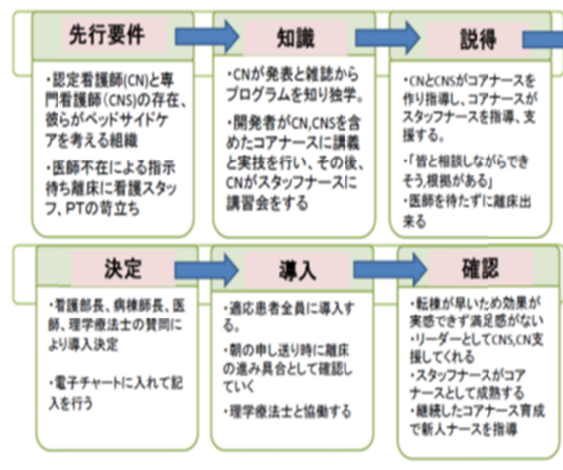 先行要件
・認定看護師(CN)と専
門看護師(CNS)の存在、
彼らがベッドサイドケ
アを考える組織
・医師不在による指示
待ち離床に看護スタッ
フ、PTの苛立ち
知識
・CNが発表と雑誌から
プログラムを知り独学。
・開発者がCN,CNSを含
めたコアナースに講義
と実技を行い、その後、
CNがスタッフナースに
講習会をする
説得
・CNとCNSがコアナースを
作り指導し、コアナースが
スタッフナースを指導、支
援する。
・「皆と相談しながらでき
そう,根拠がある」
・医師を待たずに離床出
来る
決定
・看護部長、病棟師長、医
師、理学療法士の賛同に
より導入決定
・電子チャートに入れて記
入を行う
導入
・適応患者全員に導入す
る。
・朝の申し送り時に離床
の進み具合として確認し
ていく
・理学療法士と協働する
確認
・転棟が早いため効果が
実感できず満足感がない
・リーダーとしてCNS,CN支
援してくれる
・スタッフナースがコア
ナースとして成熟する
・継続したコアナース育成
で新人ナースを指導